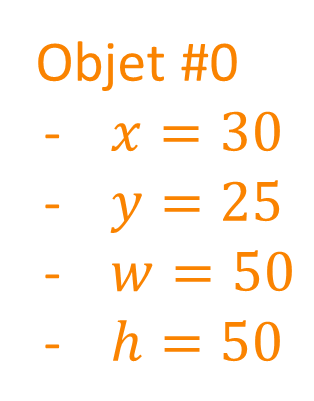 Objet #0
- x = 30
- y = 25
- w = 50
- h = 50